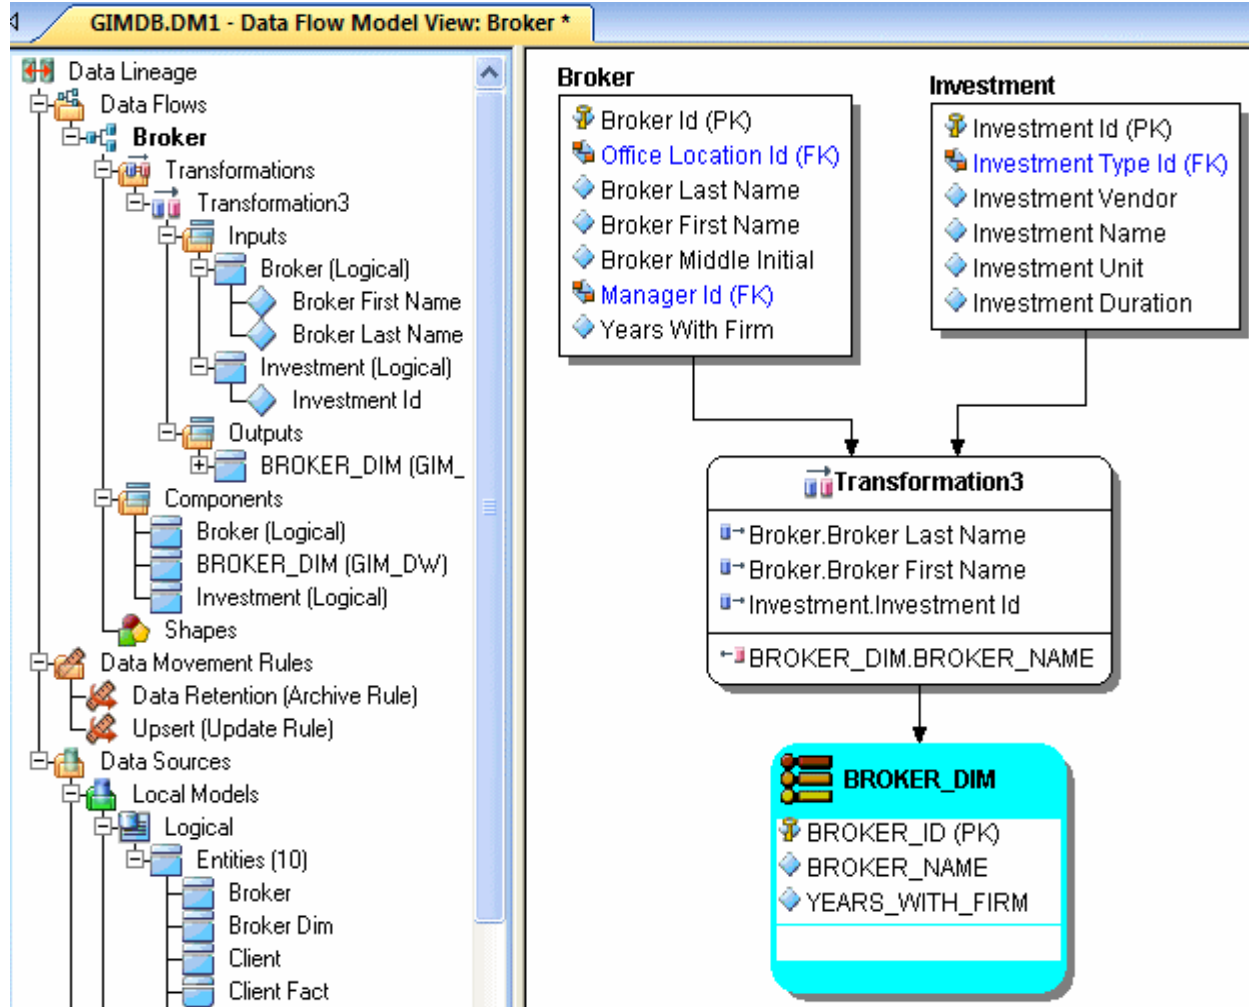 GIMDB.DM1 - Data Flow Model View: Broker *
Data Lineage
Data Flows
Broker
Transformations
Transformation3
Inputs
Broker (Logical)
Broker First Name
Broker Last Name
Investment (Logical)
Investment Id
Outputs
BROKER_DIM (GIM_
Components
Broker (Logical)
BROKER_DIM (GIM_DW)
Investment (Logical)
Shapes
Data Movement Rules
Data Retention (Archive Rule)
Upsert (Update Rule)
Data Sources
Local Models
Logical
Entities (10)
Broker
Broker Dim
Client
Client Fact
Broker
Broker Id (PK)
Office Location Id (FK)
Broker Last Name
Broker First Name
Broker Middle Initial
Manager Id (FK)
Years With Firm
Investment
Investment Id (PK)
Investment Type Id (FK)
Investment Vendor
Investment Name
Investment Unit
Investment Duration
Transformation3
Broker.Broker Last Name
Broker.Broker First Name
Investment.Investment Id
BROKER_DIM.BROKER_NAME
BROKER_DIM
BROKER_ID (PK)
BROKER_NAME
YEARS_WITH_FIRM